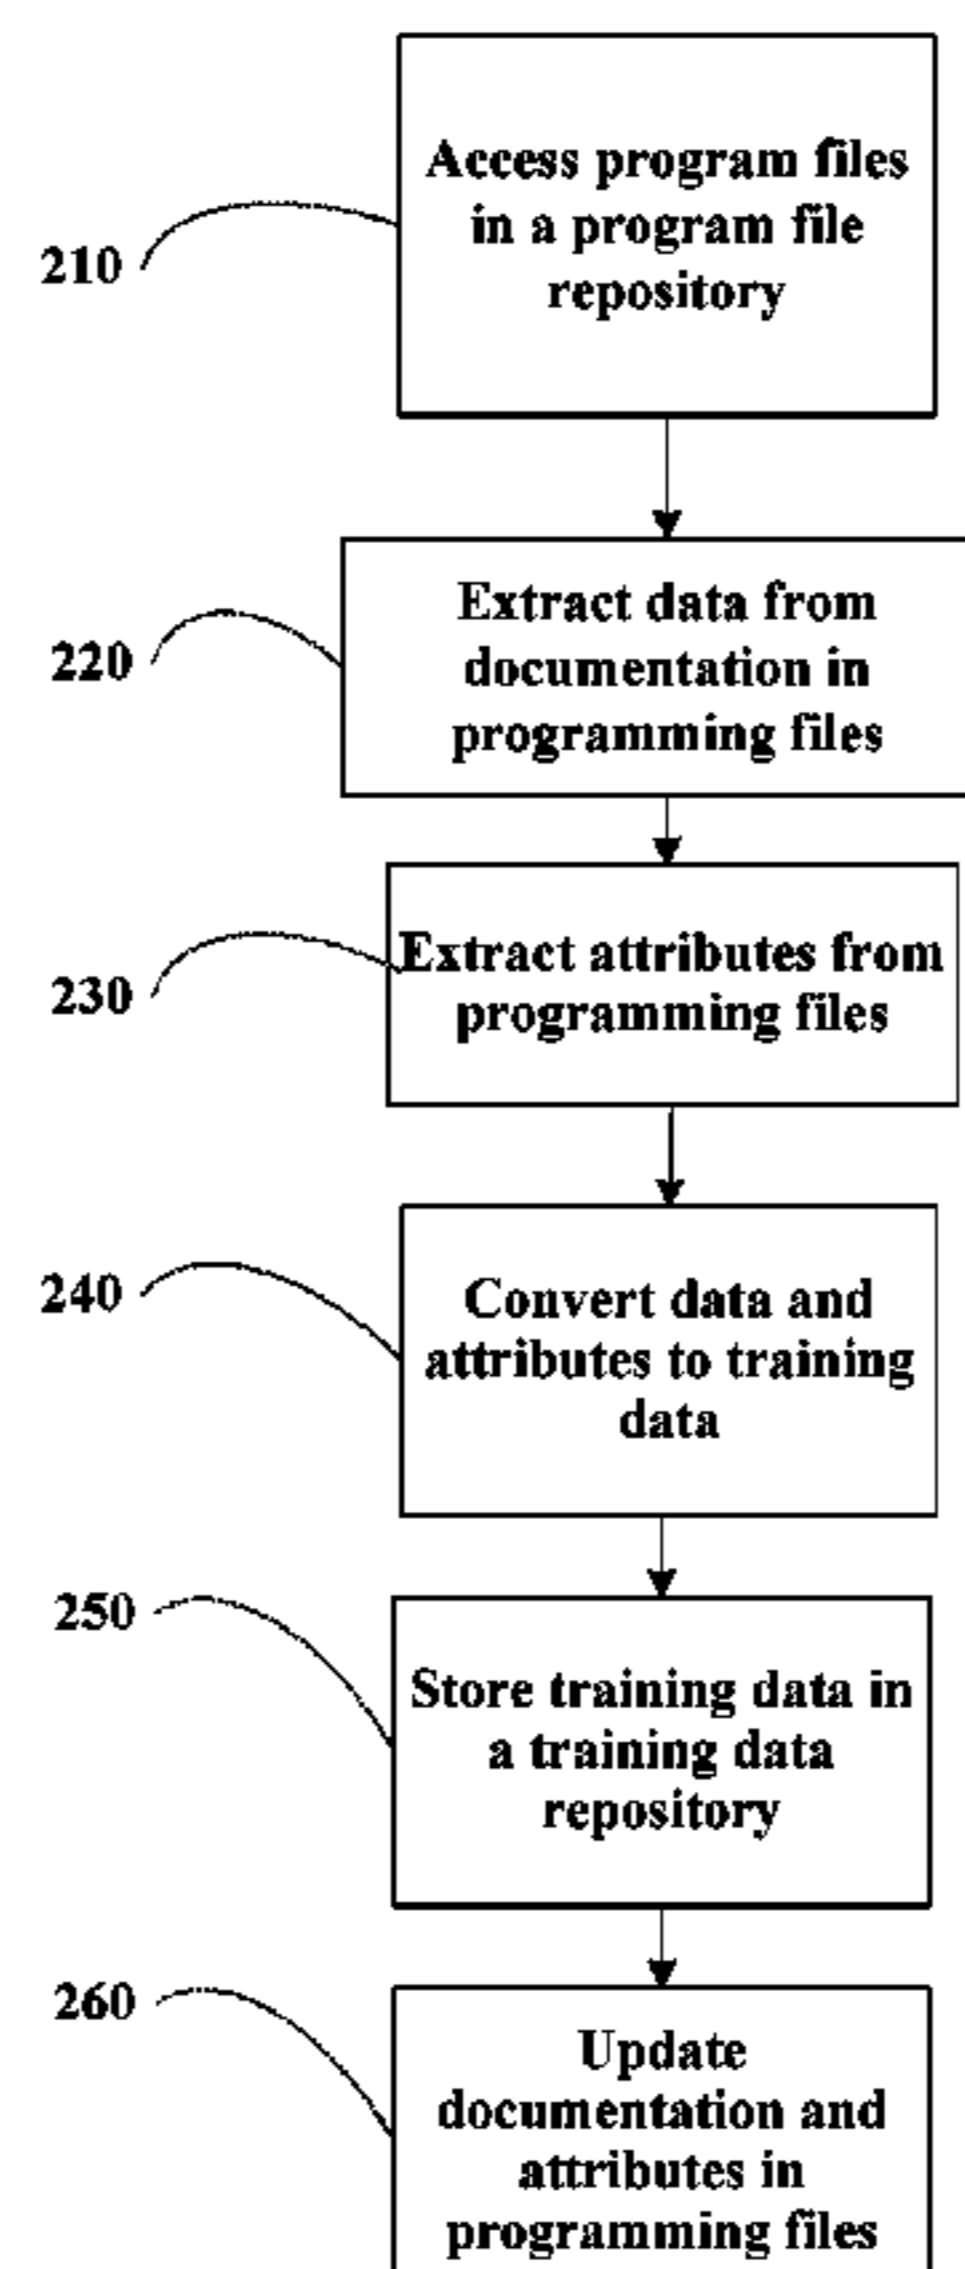 Access program files
in a program file
repository
210
Extract data from
documentation in
programming files
220
Extract attributes from
programming files
230
Convert data and
attributes to training
data
240
Store training data in
a training data
repository
250
Update
documentation and
attributes in
programming files
260